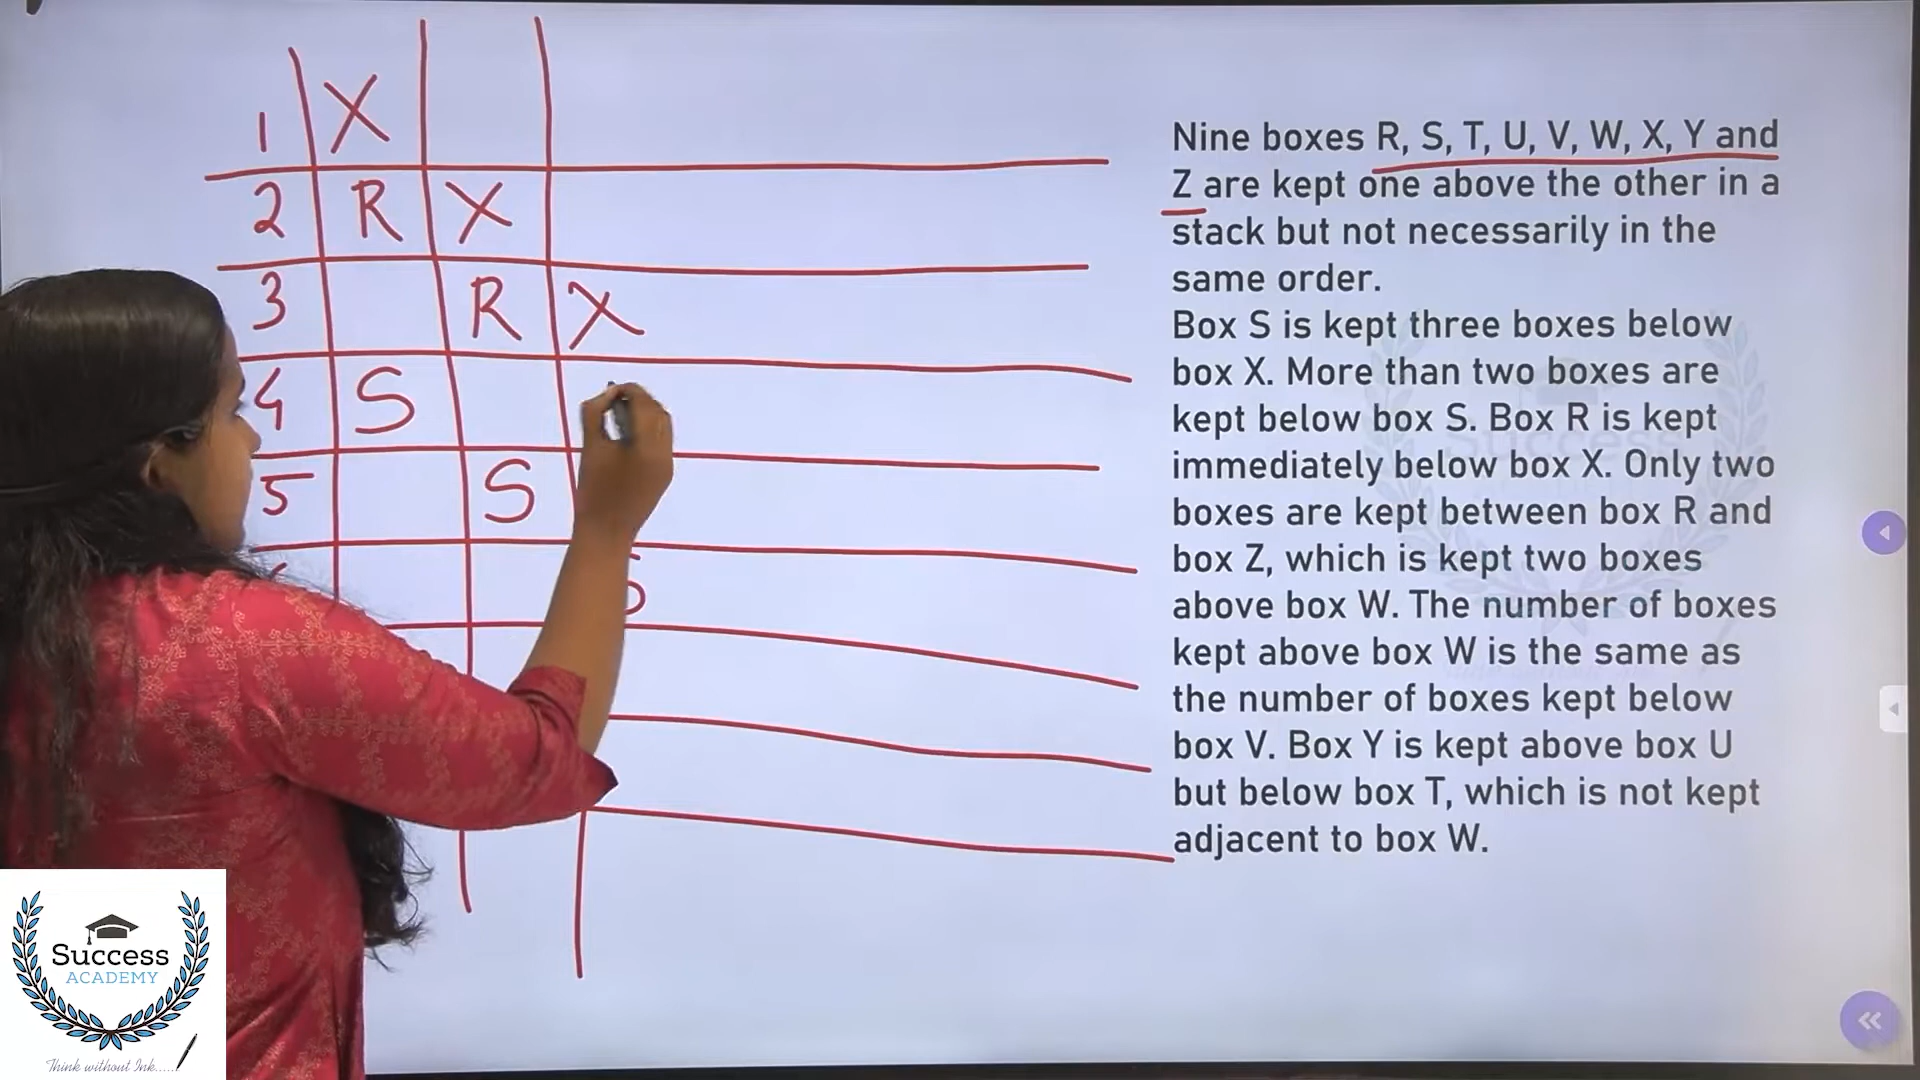 1 X
2 R X
3 R X
4 S
5 S
S
Nine boxes R, S, T, U, V, W, X, Y and
Z are kept one above the other in a
stack but not necessarily in the
same order.
Box S is kept three boxes below
box X. More than two boxes are
kept below box S. Box R is kept
immediately below box X. Only two
boxes are kept between box R and
box Z, which is kept two boxes
above box W. The number of boxes
kept above box W is the same as
the number of boxes kept below
box V. Box Y is kept above box U
but below box T, which is not kept
adjacent to box W.
Success
ACADEMY
Think without Ink......